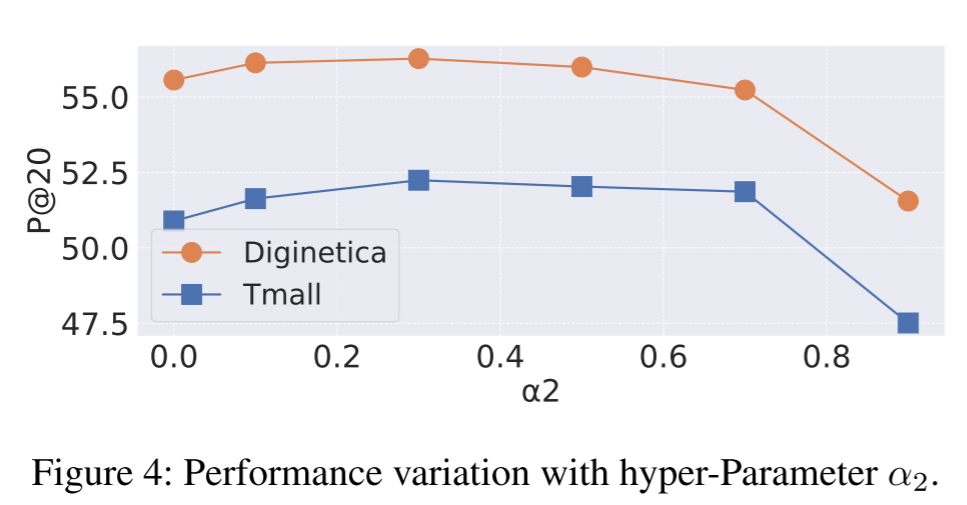 55.0
52.5
50.0
47.5
P@20
Diginetica
Tmall
0.0 0.2 0.4 0.6 0.8
α2
Figure 4: Performance variation with hyper-Parameter α₂.